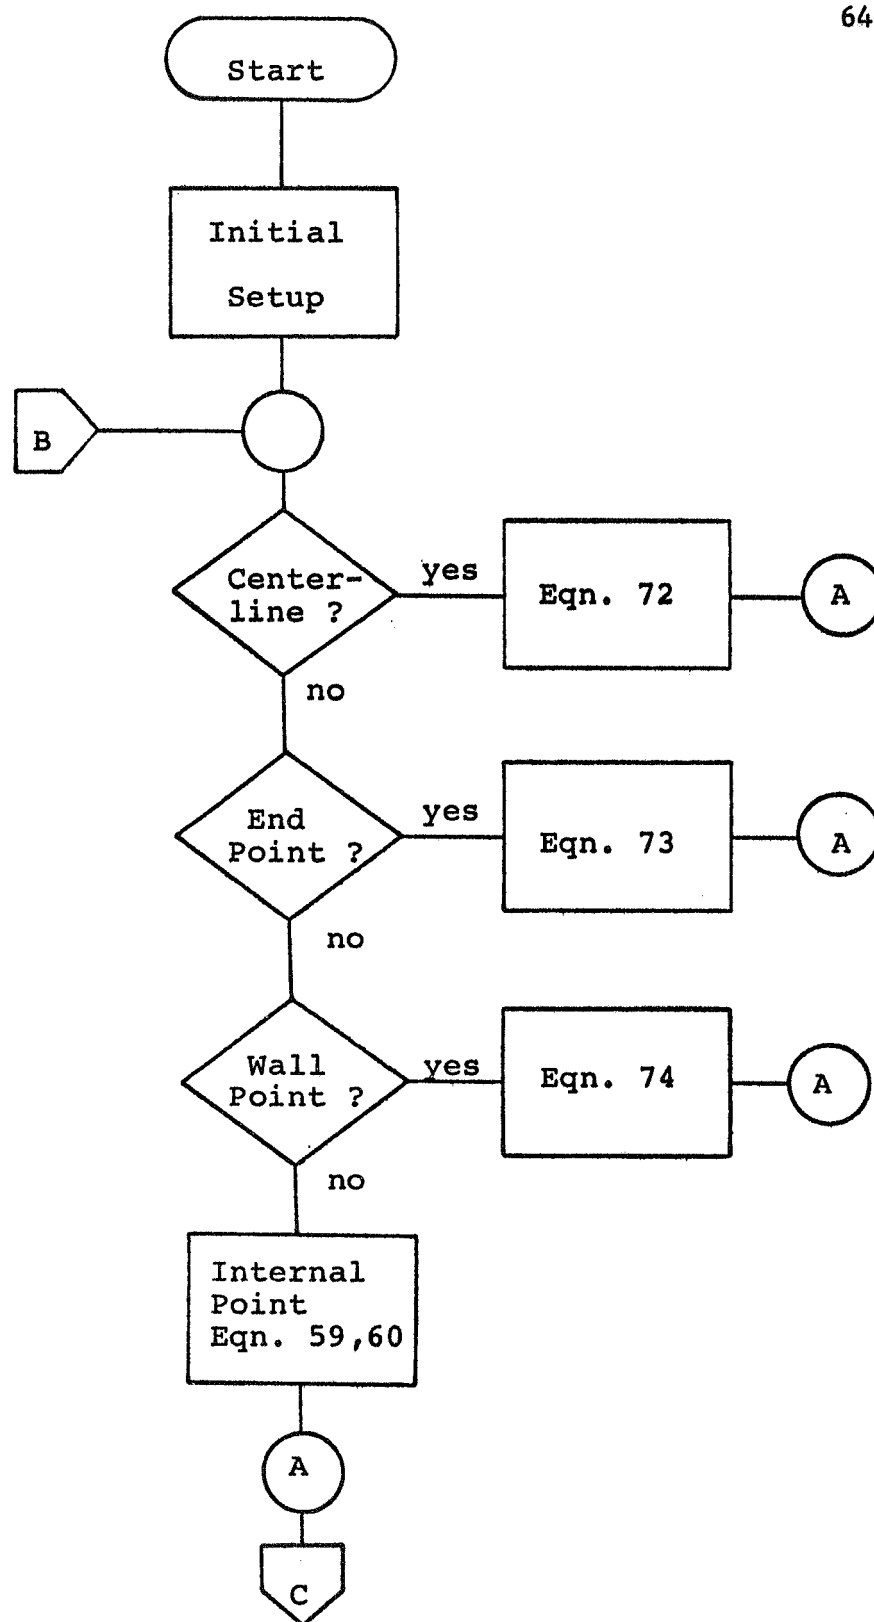 64
Start
Initial
Setup
B
Center-
line ?
yes
Eqn. 72
A
no
End
Point ?
yes
Eqn. 73
A
no
Wall
Point ?
yes
Eqn. 74
A
no
Internal
Point
Eqn. 59,60
A
C